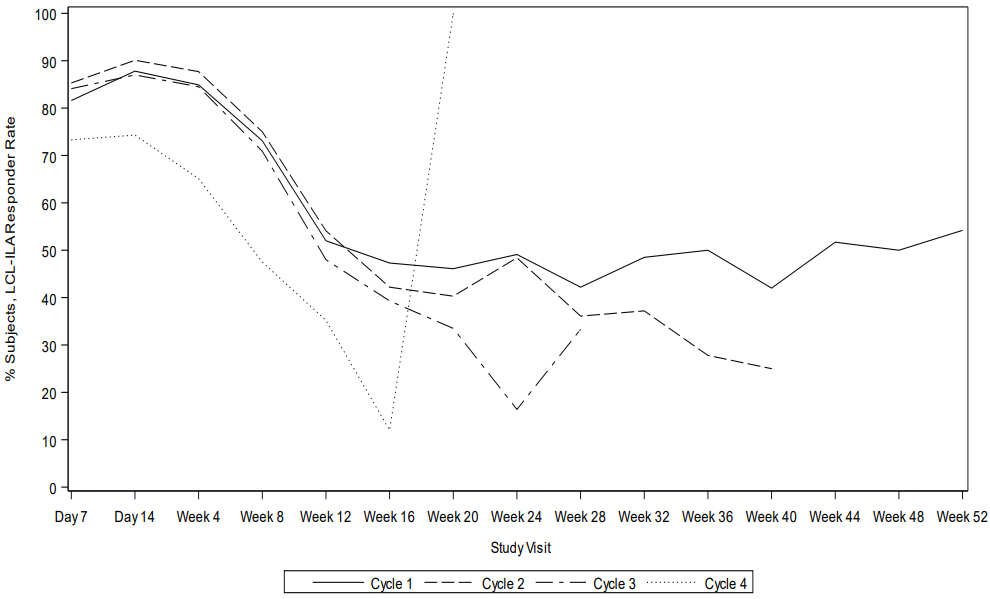 % Subjects, LCL-ILA Responder Rate
100
90
80
70
60
50
40
30
20
10
0
Day 7 Day 14 Week 4 Week 8 Week 12 Week 16 Week 20 Week 24 Week 28 Week 32 Week 36 Week 40 Week 44 Week 48 Week 52
Study Visit
Cycle 1 Cycle 2 Cycle 3 Cycle 4